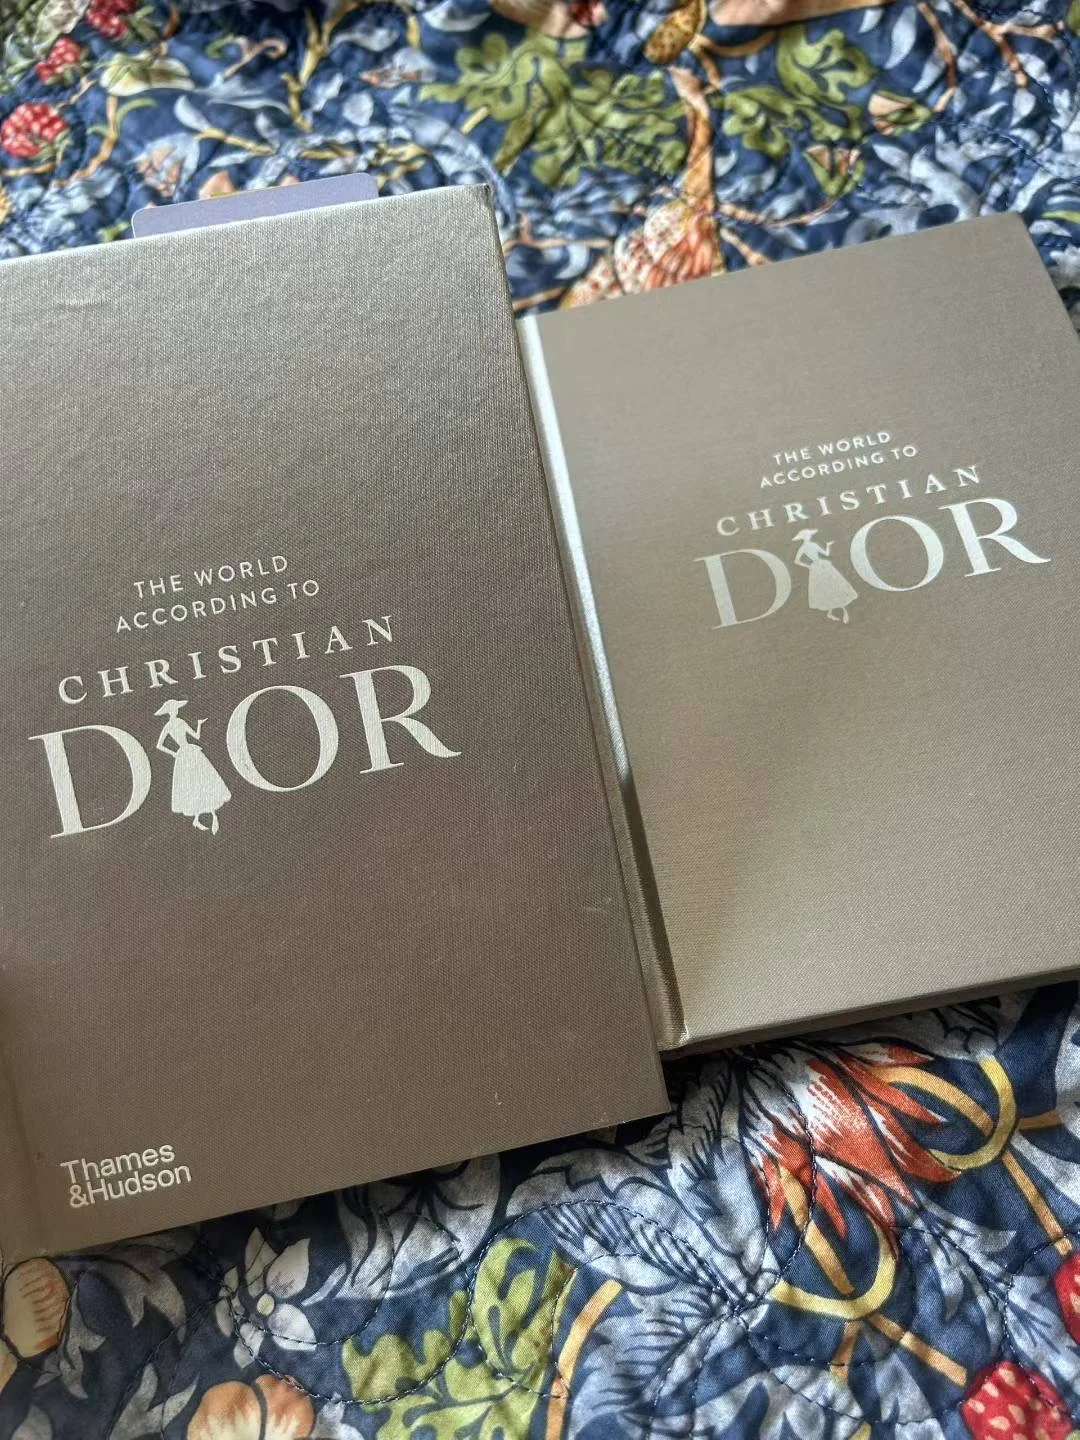 THE WORLD
ACCORDING TO
CHRISTIAN
DIOR
Thames
&Hudson
THE WORLD
ACCORDING TO
CHRISTIAN
DIOR